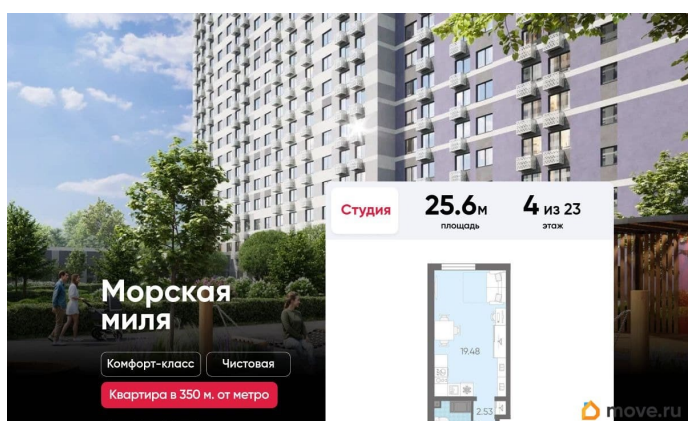 Студия
25.6м
площадь
4 из 23
этаж
Морская
миля
Комфорт-класс
Чистовая
Квартира в 350 м. от метро
19.48
2.53
move.ru